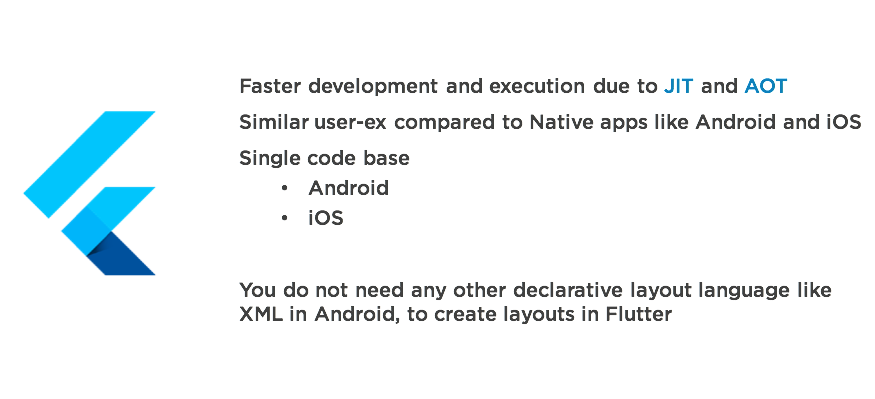 Faster development and execution due to JIT and AOT
Similar user-ex compared to Native apps like Android and iOS
Single code base
• Android
• iOS
You do not need any other declarative layout language like
XML in Android, to create layouts in Flutter